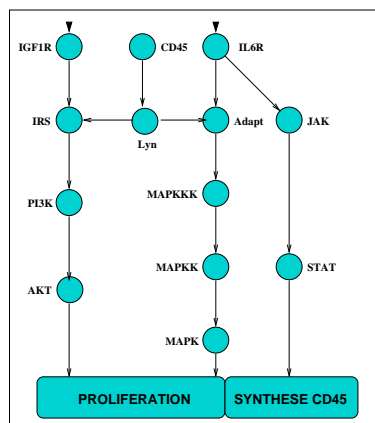 IGF1R
CD45
IL6R
IRS
Lyn
Adapt
JAK
MAPKKK
PI3K
MAPKK
STAT
AKT
MAPK
PROLIFERATION
SYNTHESE CD45